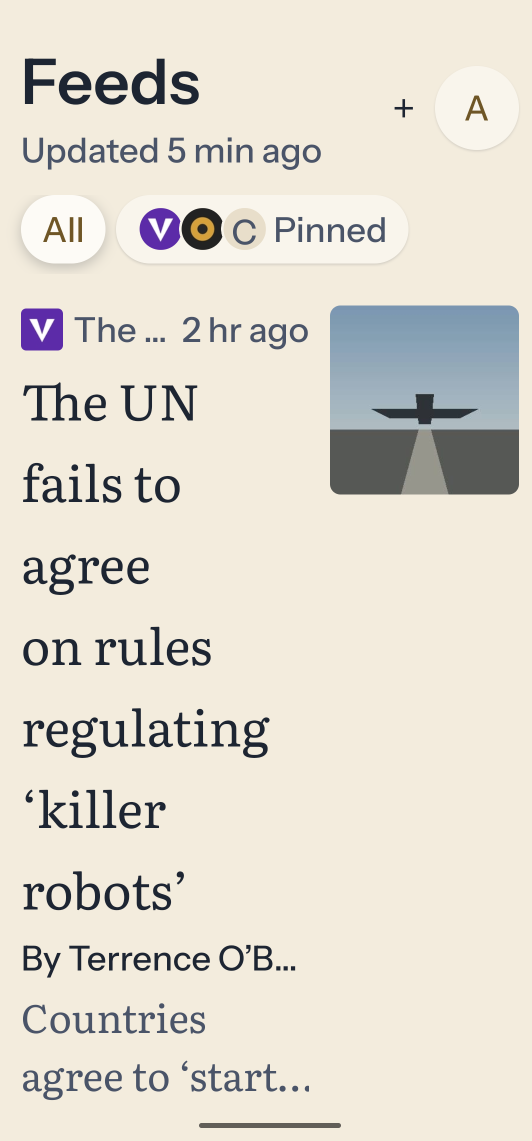 Feeds
Updated 5 min ago
+
A
All
V
C
Pinned
V
The ... 2 hr ago
The UN
fails to
agree
on rules
regulating
‘killer
robots’
By Terrence O’B...
Countries
agree to ‘start...